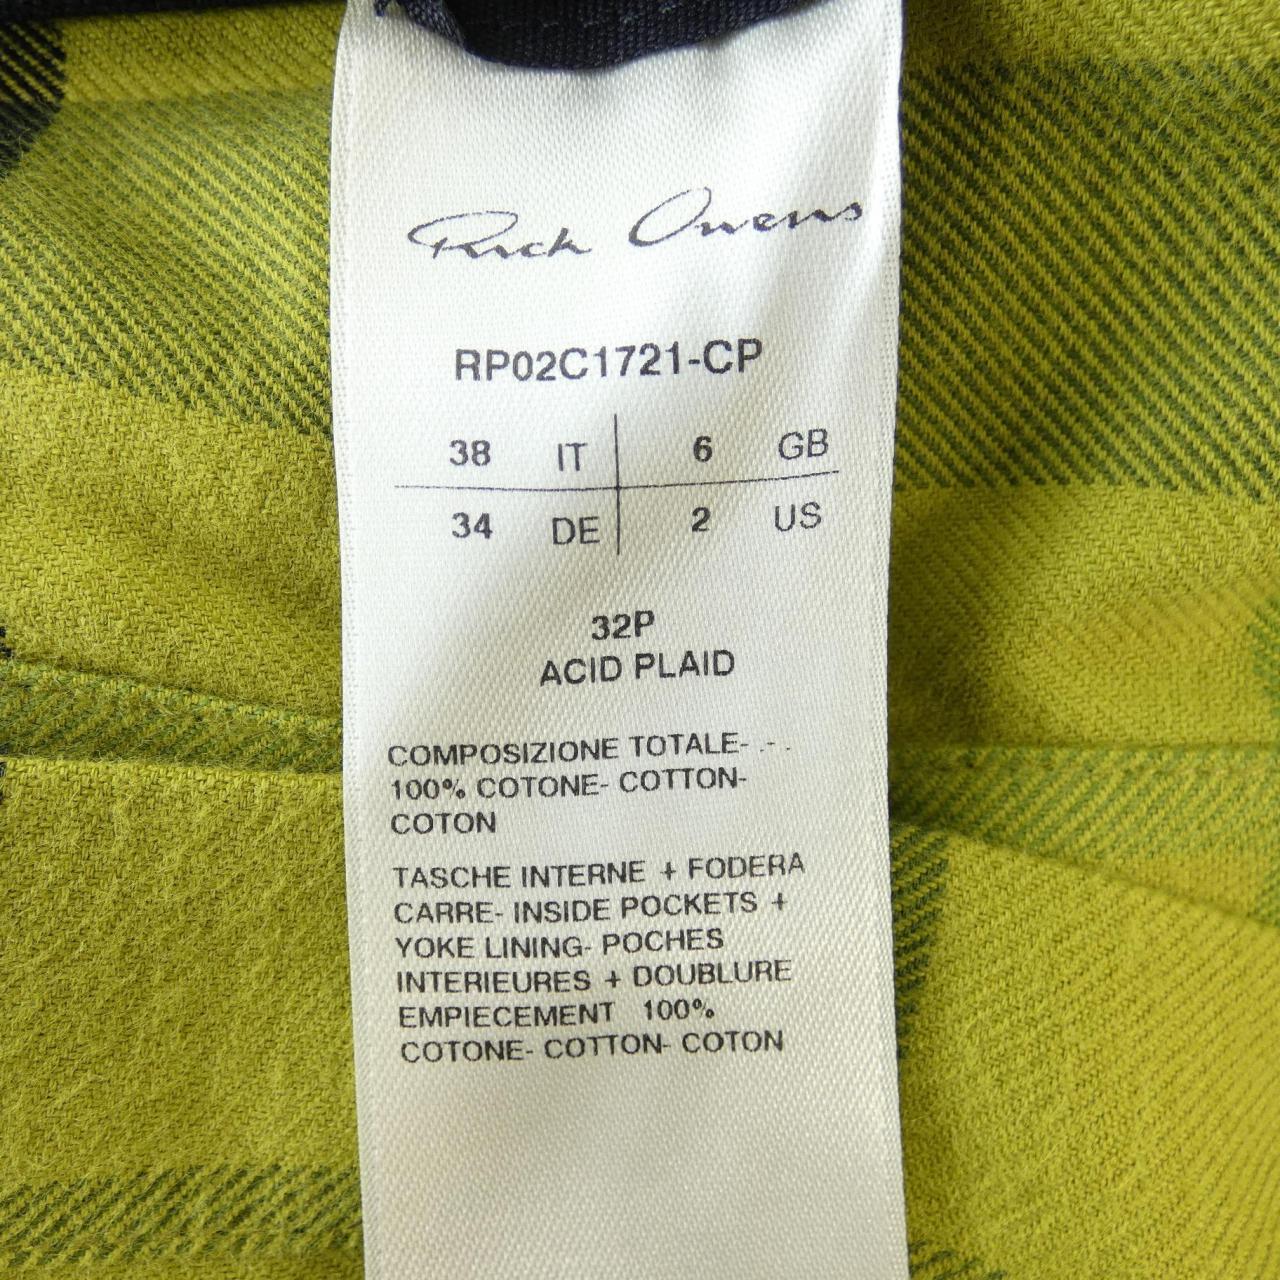 Rick Owens
RP02C1721-CP
38 IT 6 GB
34 DE 2 US
32P
ACID PLAID
COMPOSIZIONE TOTALE- .-.
100% COTONE- COTTON-
COTON
TASCHE INTERNE + FODERA
CARRE- INSIDE POCKETS +
YOKE LINING- POCHES
INTERIEURES + DOUBLURE
EMPIECEMENT 100%
COTONE- COTTON- COTON